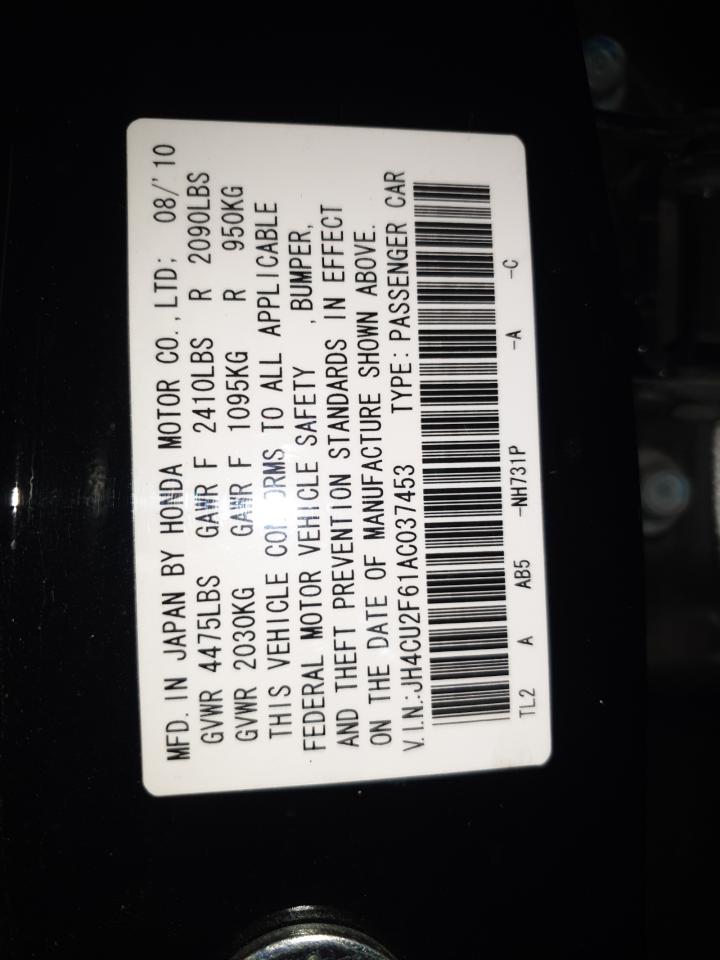 MFD. IN JAPAN BY HONDA MOTOR CO.,LTD; 08/'10
GVWR 4475LBS GAWR F 2410LBS R 2090LBS
GVWR 2030KG GAWR F 1095KG R 950KG
THIS VEHICLE CONFORMS TO ALL APPLICABLE
FEDERAL MOTOR VEHICLE SAFETY , BUMPER,
AND THEFT PREVENTION STANDARDS IN EFFECT
ON THE DATE OF MANUFACTURE SHOWN ABOVE.
V.I.N.:JH4CU2F61AC037453 TYPE: PASSENGER CAR
TL2 A AB5 -NH731P -A -C